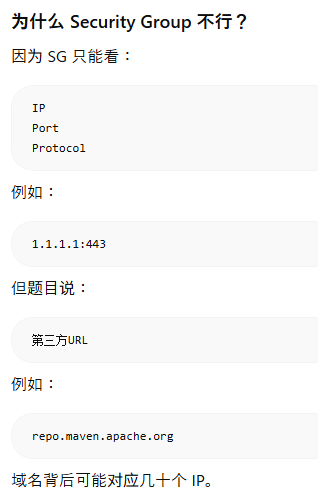 为什么 Security Group 不行？
因为 SG 只能看：
IP
Port
Protocol
例如：
1.1.1.1:443
但题目说：
第三方URL
例如：
repo.maven.apache.org
域名背后可能对应几十个 IP。